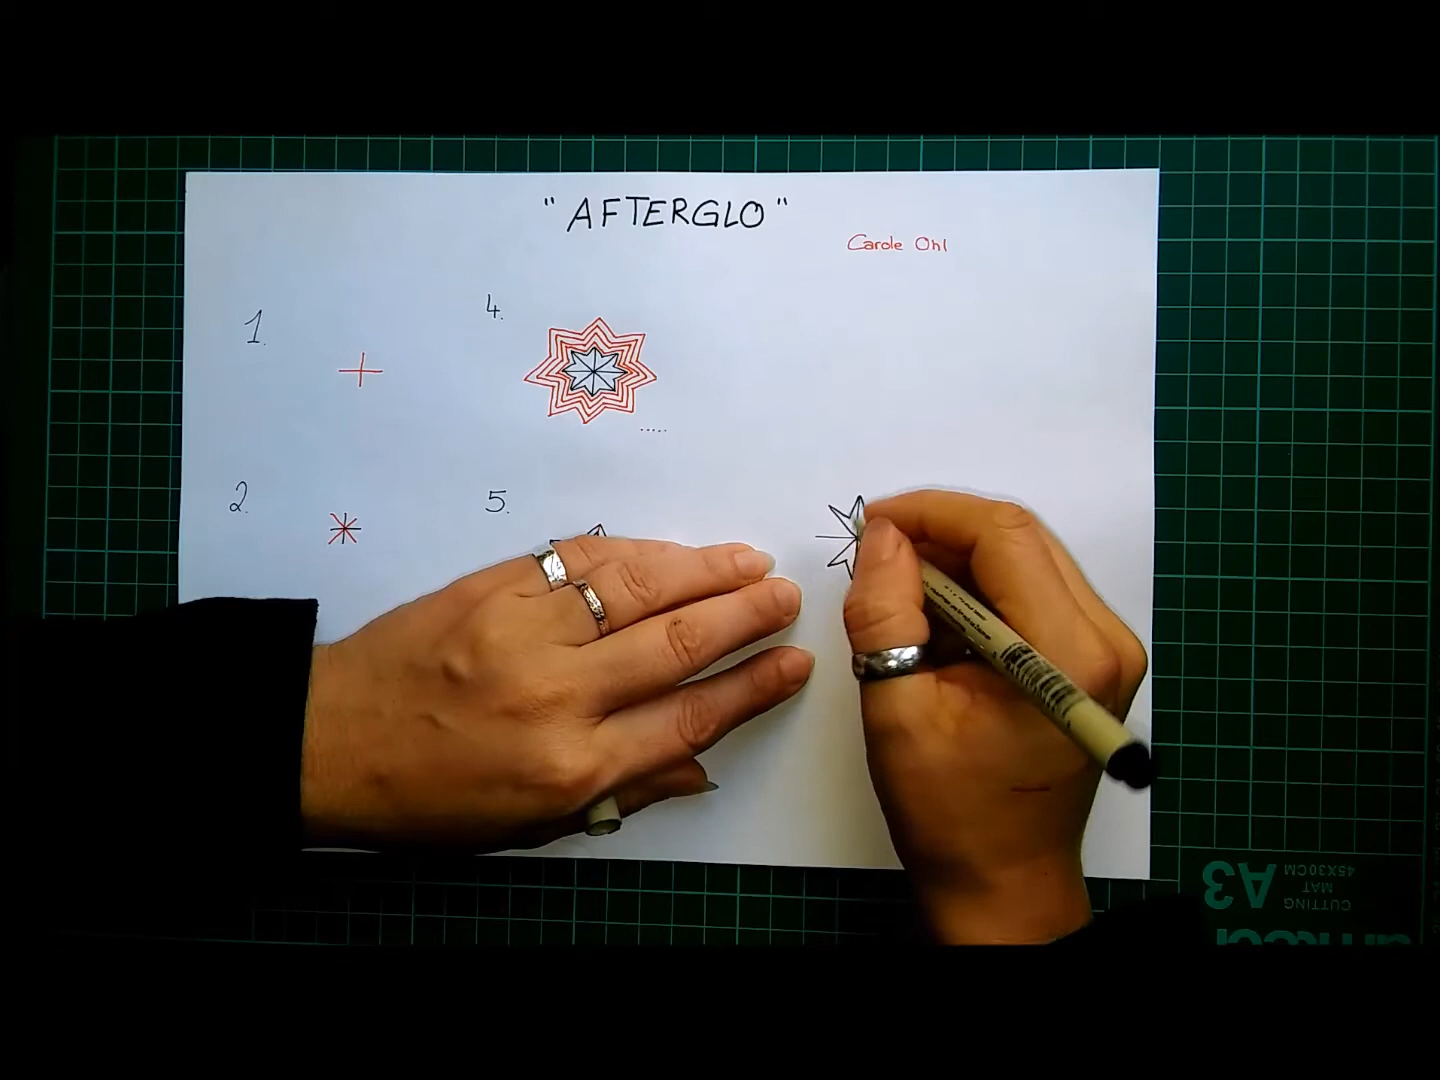 "AFTERGLO"
Carole Ohl
1.
4.
.....
2.
5.
A3
CUTTING
MAT
45X30CM